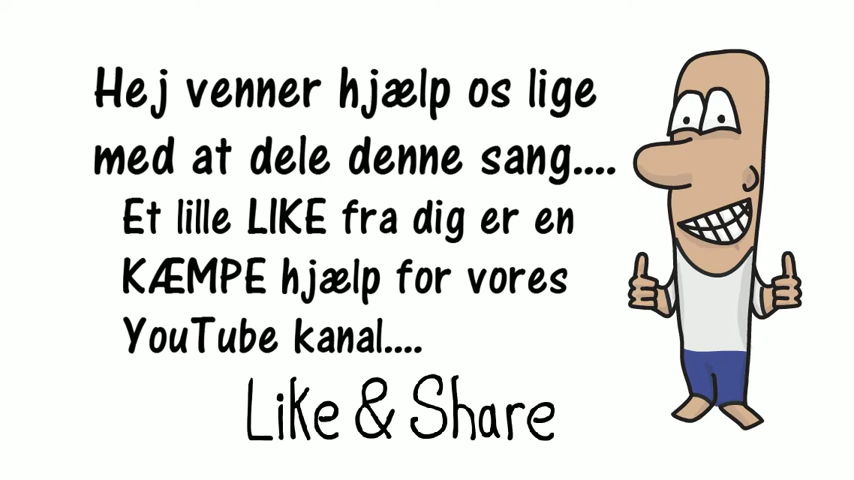 Hej venner hjælp os lige
med at dele denne sang....
Et lille LIKE fra dig er en
KÆMPE hjælp for vores
YouTube kanal....
Like & Share